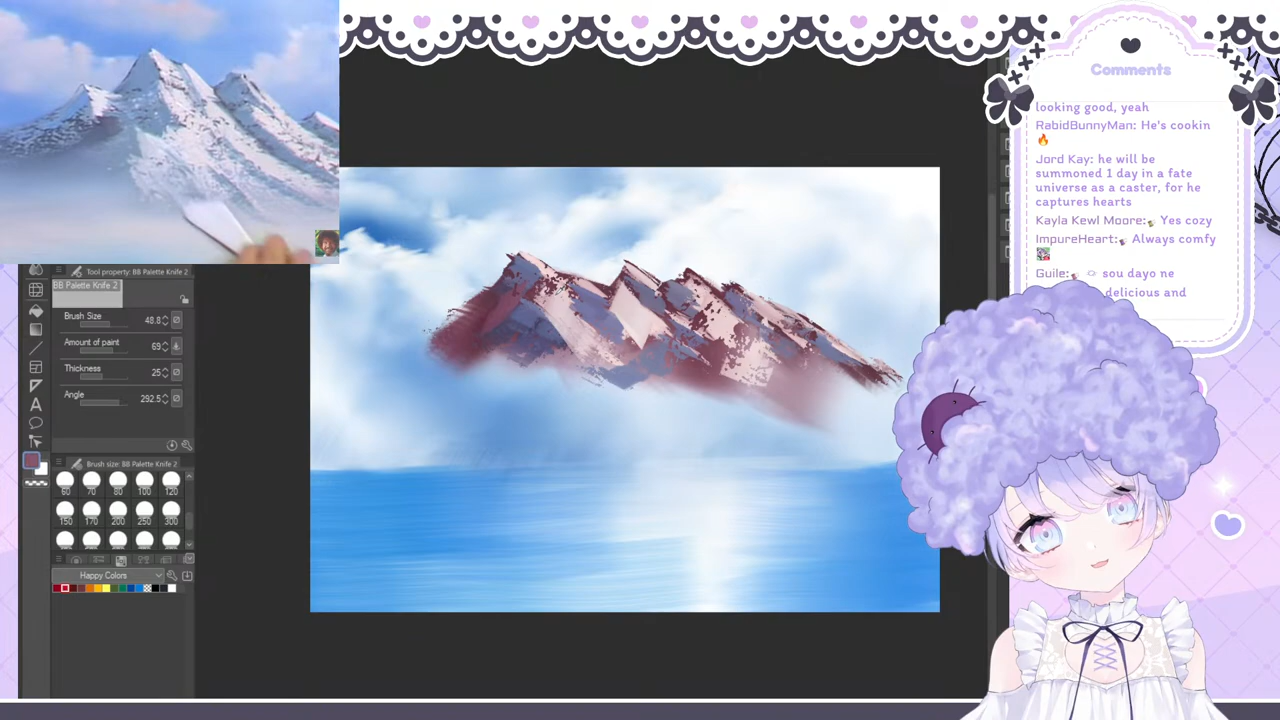 Comments
looking good, yeah
RabidBunnyMan: He's cookin
Jord Kay: he will be
summoned 1 day in a fate
universe as a caster, for he
captures hearts
Kayla Kewl Moore: Yes cozy
ImpureHeart: Always comfy
Guile: sou dayo ne
delicious and
Tool property: BB Palette Knife 2
BB Palette Knife 2
Brush Size 48.8
Amount of paint 69
Thickness 25
Angle 292.5
Brush size: BB Palette Knife 2
60 70 80 100 120
150 170 200 250 300
Happy Colors